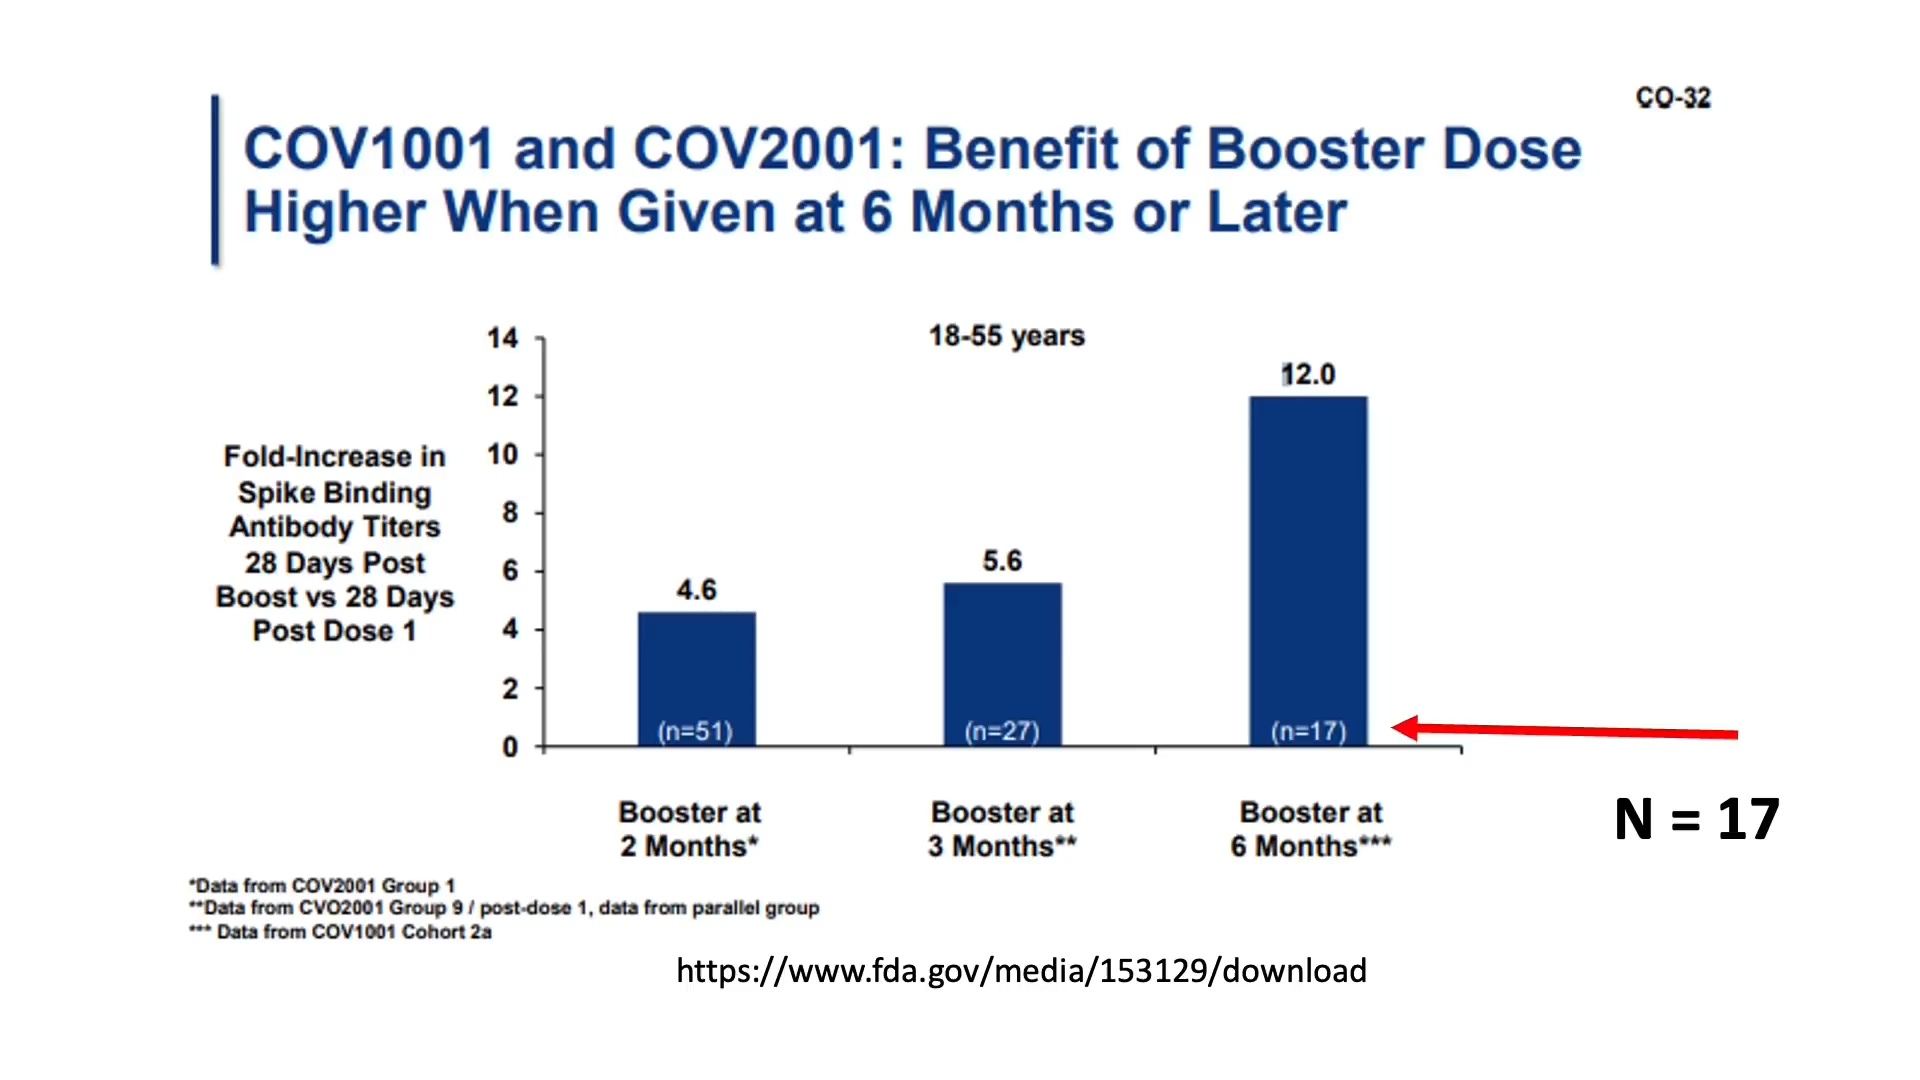 CO-32
COV1001 and COV2001: Benefit of Booster Dose
Higher When Given at 6 Months or Later
18-55 years
Fold-Increase in
Spike Binding
Antibody Titers
28 Days Post
Boost vs 28 Days
Post Dose 1
14
12
10
8
6
4
2
0
4.6
5.6
12.0
(n=51)
(n=27)
(n=17)
Booster at
2 Months*
Booster at
3 Months**
Booster at
6 Months***
N = 17
*Data from COV2001 Group 1
**Data from CVO2001 Group 9 / post-dose 1, data from parallel group
*** Data from COV1001 Cohort 2a
https://www.fda.gov/media/153129/download